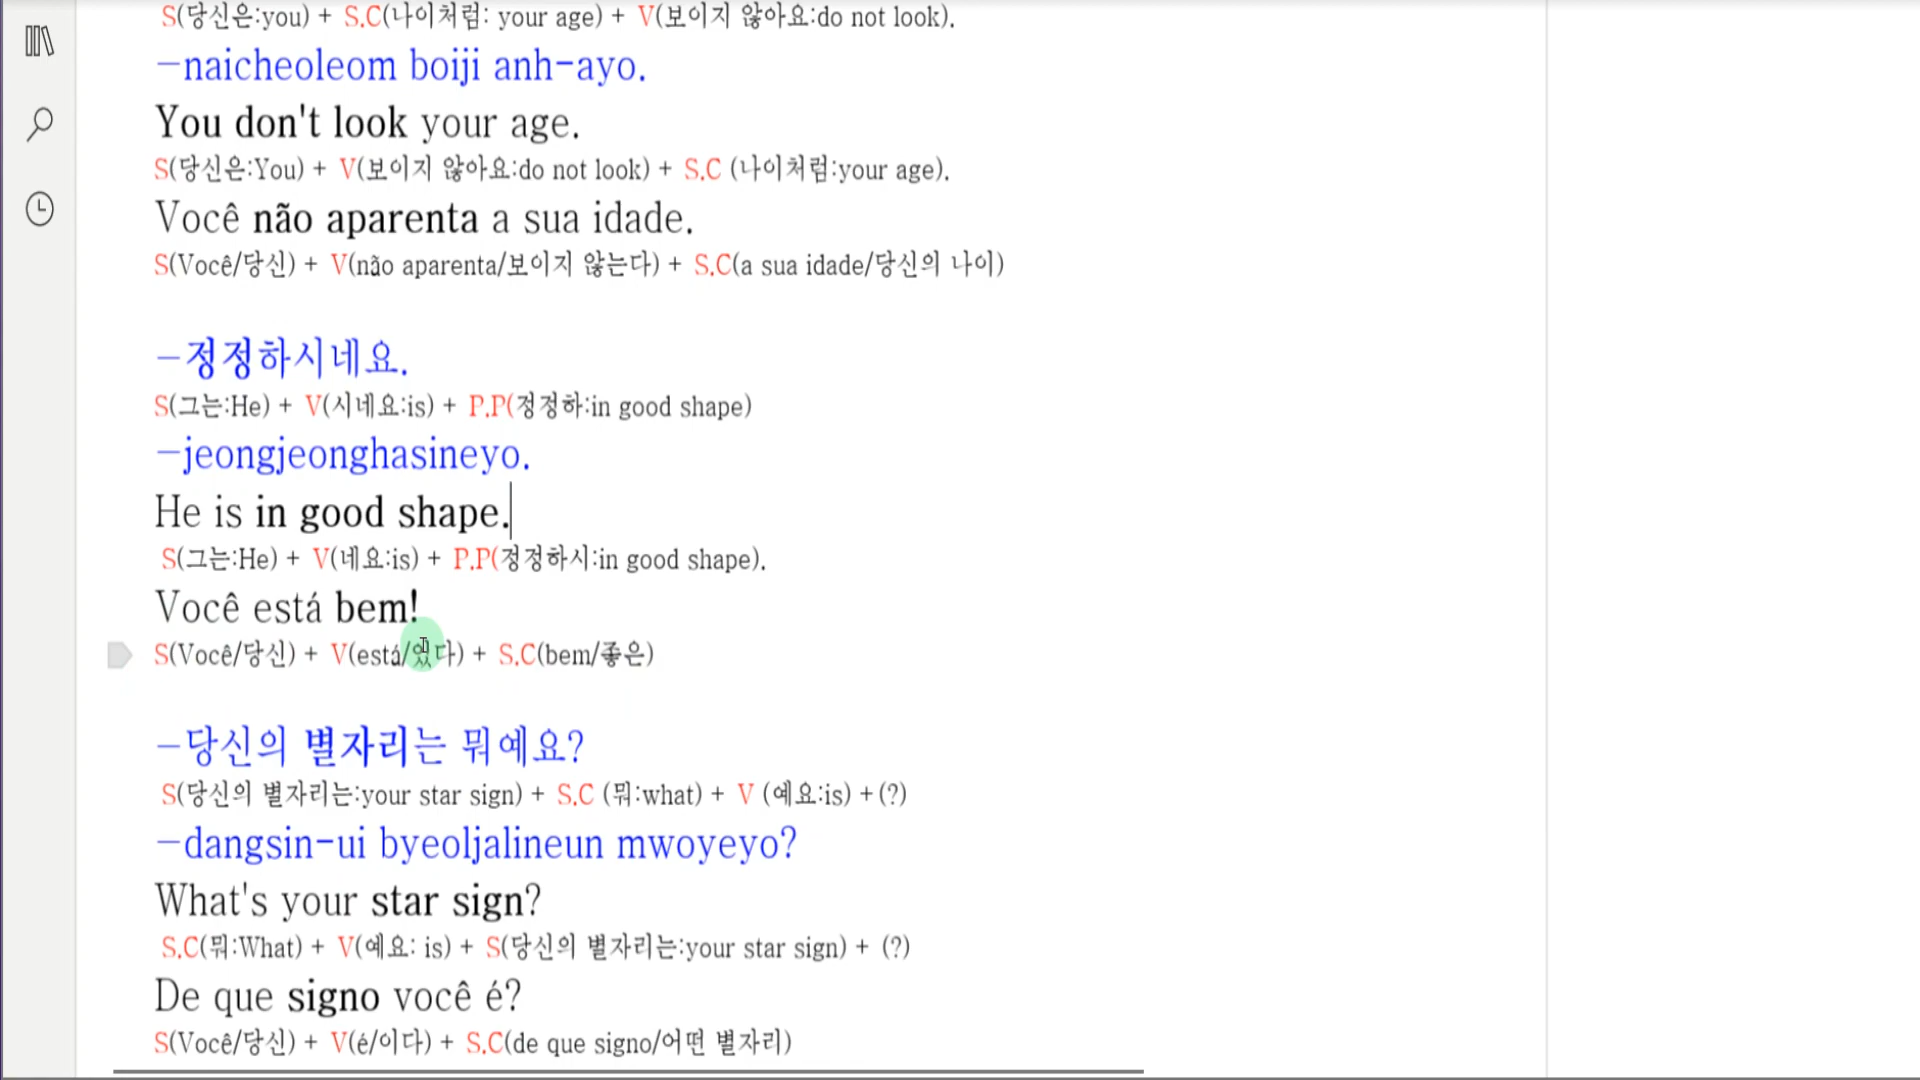 S(당신은:you) + S.C(나이처럼: your age) + V(보이지 않아요:do not look).
-naicheoleom boiji anh-ayo.
You don't look your age.
S(당신은:You) + V(보이지 않아요:do not look) + S.C (나이처럼:your age).
Você não aparenta a sua idade.
S(Você/당신) + V(não aparenta/보이지 않는다) + S.C(a sua idade/당신의 나이)
-정정하시네요.
S(그는:He) + V(시네요:is) + P.P(정정하:in good shape)
-jeongjeonghasineyo.
He is in good shape.
S(그는:He) + V(네요:is) + P.P(정정하시:in good shape).
Você está bem!
S(Você/당신) + V(está/있다) + S.C(bem/좋은)
-당신의 별자리는 뭐예요?
S(당신의 별자리는:your star sign) + S.C (뭐:what) + V (예요:is) +(?)
-dangsin-ui byeoljalineun mwoyeyo?
What's your star sign?
S.C(뭐:What) + V(예요: is) + S(당신의 별자리는:your star sign) + (?)
De que signo você é?
S(Você/당신) + V(é/이다) + S.C(de que signo/어떤 별자리)